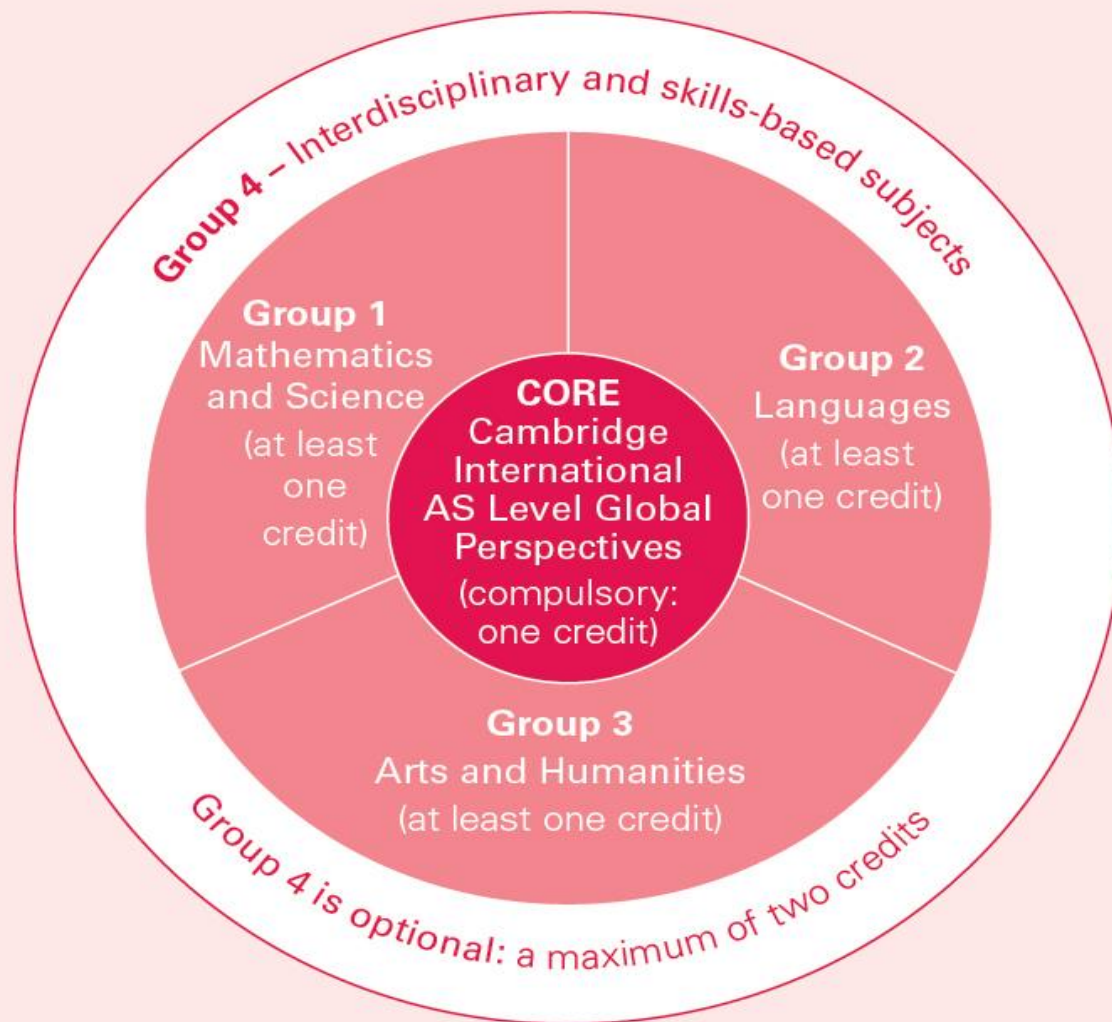 Group 4 – Interdisciplinary and skills-based subjects
Group 1
Mathematics
and Science
(at least
one
credit)
CORE
Cambridge
International
AS Level Global
Perspectives
(compulsory:
one credit)
Group 2
Languages
(at least
one credit)
Group 3
Arts and Humanities
(at least one credit)
Group 4 is optional: a maximum of two credits